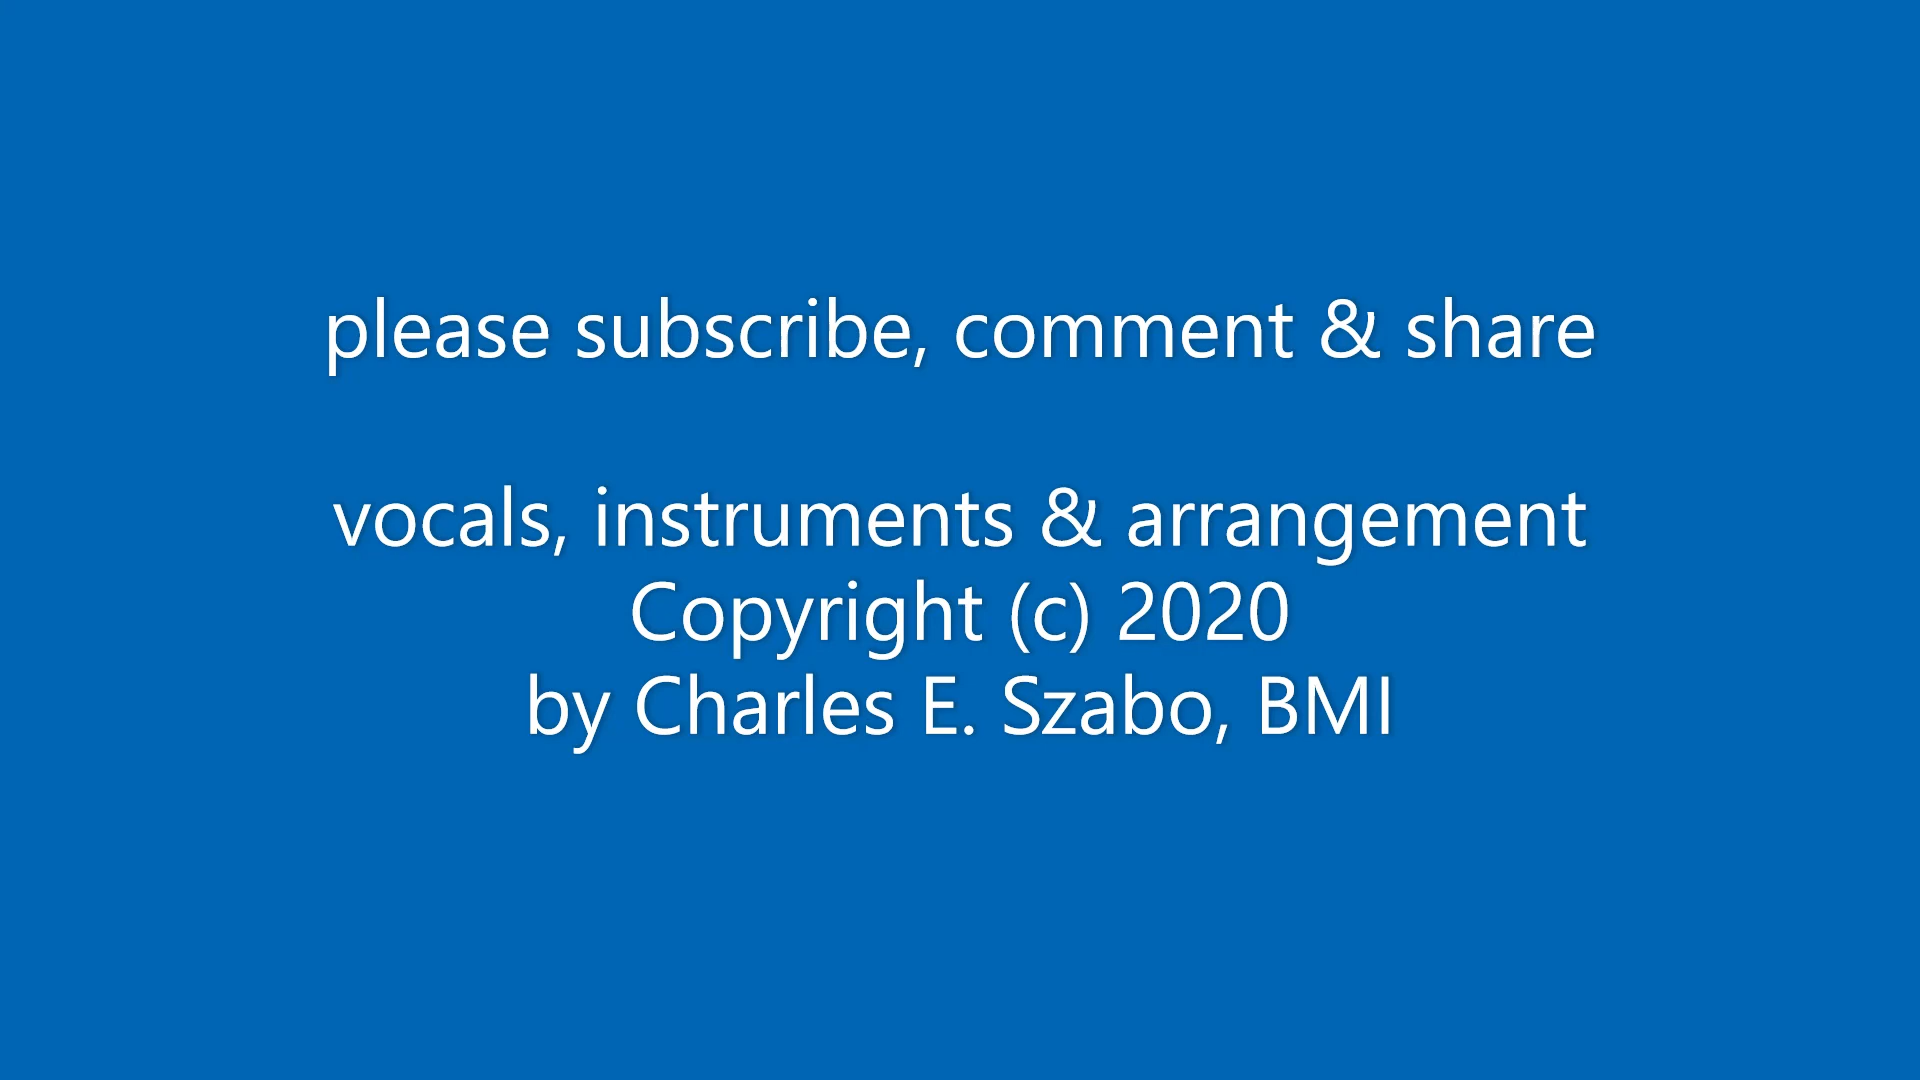 please subscribe, comment & share
vocals, instruments & arrangement
Copyright (c) 2020
by Charles E. Szabo, BMI